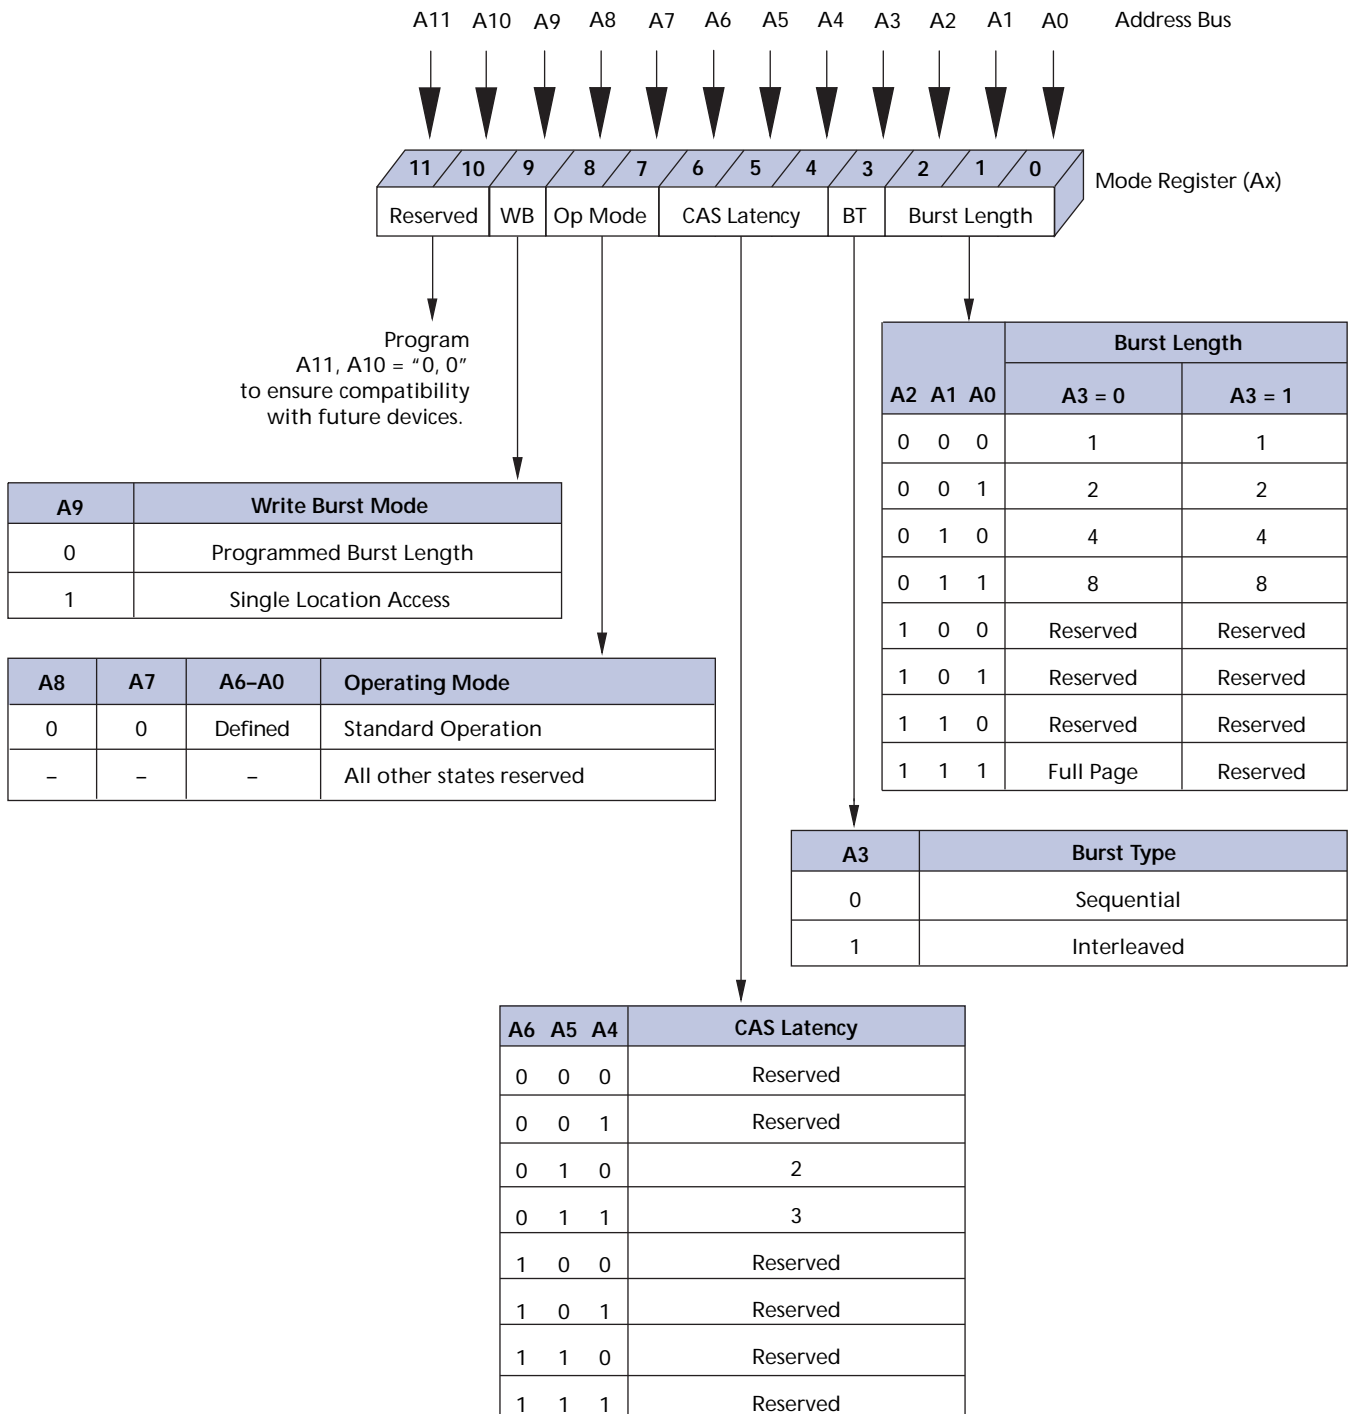 A11 A10 A9 A8 A7 A6 A5 A4 A3 A2 A1 A0 Address Bus
11 10 9 8 7 6 5 4 3 2 1 0
Mode Register (Ax)
Reserved WB Op Mode CAS Latency BT Burst Length
Program
A11, A10 = “0, 0”
to ensure compatibility
with future devices.
Burst Length
A2 A1 A0 A3 = 0 A3 = 1
0 0 0 1 1
0 0 1 2 2
0 1 0 4 4
0 1 1 8 8
1 0 0 Reserved Reserved
1 0 1 Reserved Reserved
1 1 0 Reserved Reserved
1 1 1 Full Page Reserved
A9 Write Burst Mode
0 Programmed Burst Length
1 Single Location Access
A8 A7 A6–A0 Operating Mode
0 0 Defined Standard Operation
– – – All other states reserved
A3 Burst Type
0 Sequential
1 Interleaved
A6 A5 A4 CAS Latency
0 0 0 Reserved
0 0 1 Reserved
0 1 0 2
0 1 1 3
1 0 0 Reserved
1 0 1 Reserved
1 1 0 Reserved
1 1 1 Reserved